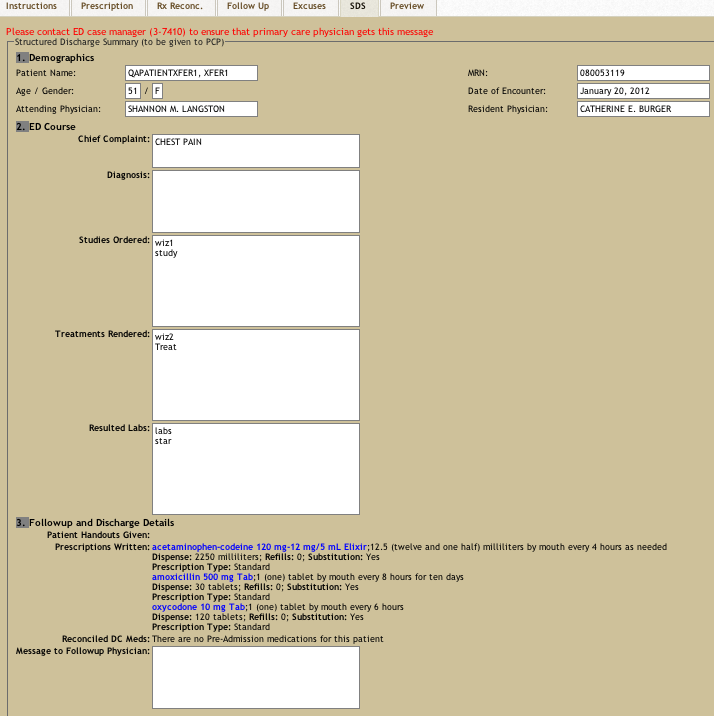 Instructions Prescription Rx Reconc. Follow Up Excuses SDS Preview
Please contact ED case manager (3-7410) to ensure that primary care physician gets this message
Structured Discharge Summary (to be given to PCP)
1. Demographics
Patient Name: QAPATIENTXFER1, XFER1 MRN: 080053119
Age / Gender: 51 / F Date of Encounter: January 20, 2012
Attending Physician: SHANNON M. LANGSTON Resident Physician: CATHERINE E. BURGER
2. ED Course
Chief Complaint: CHEST PAIN
Diagnosis:
Studies Ordered: wiz1
study
Treatments Rendered: wiz2
Treat
Resulted Labs: labs
star
3. Followup and Discharge Details
Patient Handouts Given:
Prescriptions Written: acetaminophen-codeine 120 mg-12 mg/5 mL Elixir;12.5 (twelve and one half) milliliters by mouth every 4 hours as needed
Dispense: 2250 milliliters; Refills: 0; Substitution: Yes
Prescription Type: Standard
amoxicillin 500 mg Tab;1 (one) tablet by mouth every 8 hours for ten days
Dispense: 30 tablets; Refills: 0; Substitution: Yes
Prescription Type: Standard
oxycodone 10 mg Tab;1 (one) tablet by mouth every 6 hours
Dispense: 120 tablets; Refills: 0; Substitution: Yes
Prescription Type: Standard
Reconciled DC Meds: There are no Pre-Admission medications for this patient
Message to Followup Physician: